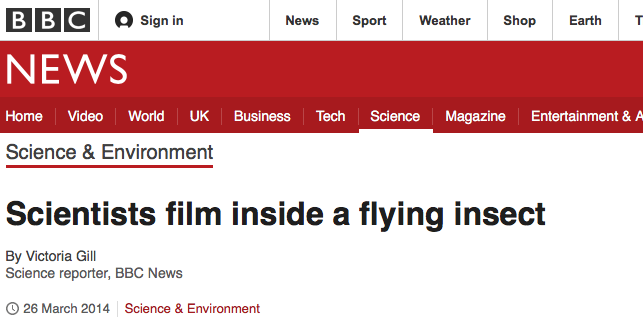 BBC Sign in News Sport Weather Shop Earth T
NEWS
Home Video World UK Business Tech Science Magazine Entertainment & A
Science & Environment
Scientists film inside a flying insect
By Victoria Gill
Science reporter, BBC News
26 March 2014 Science & Environment